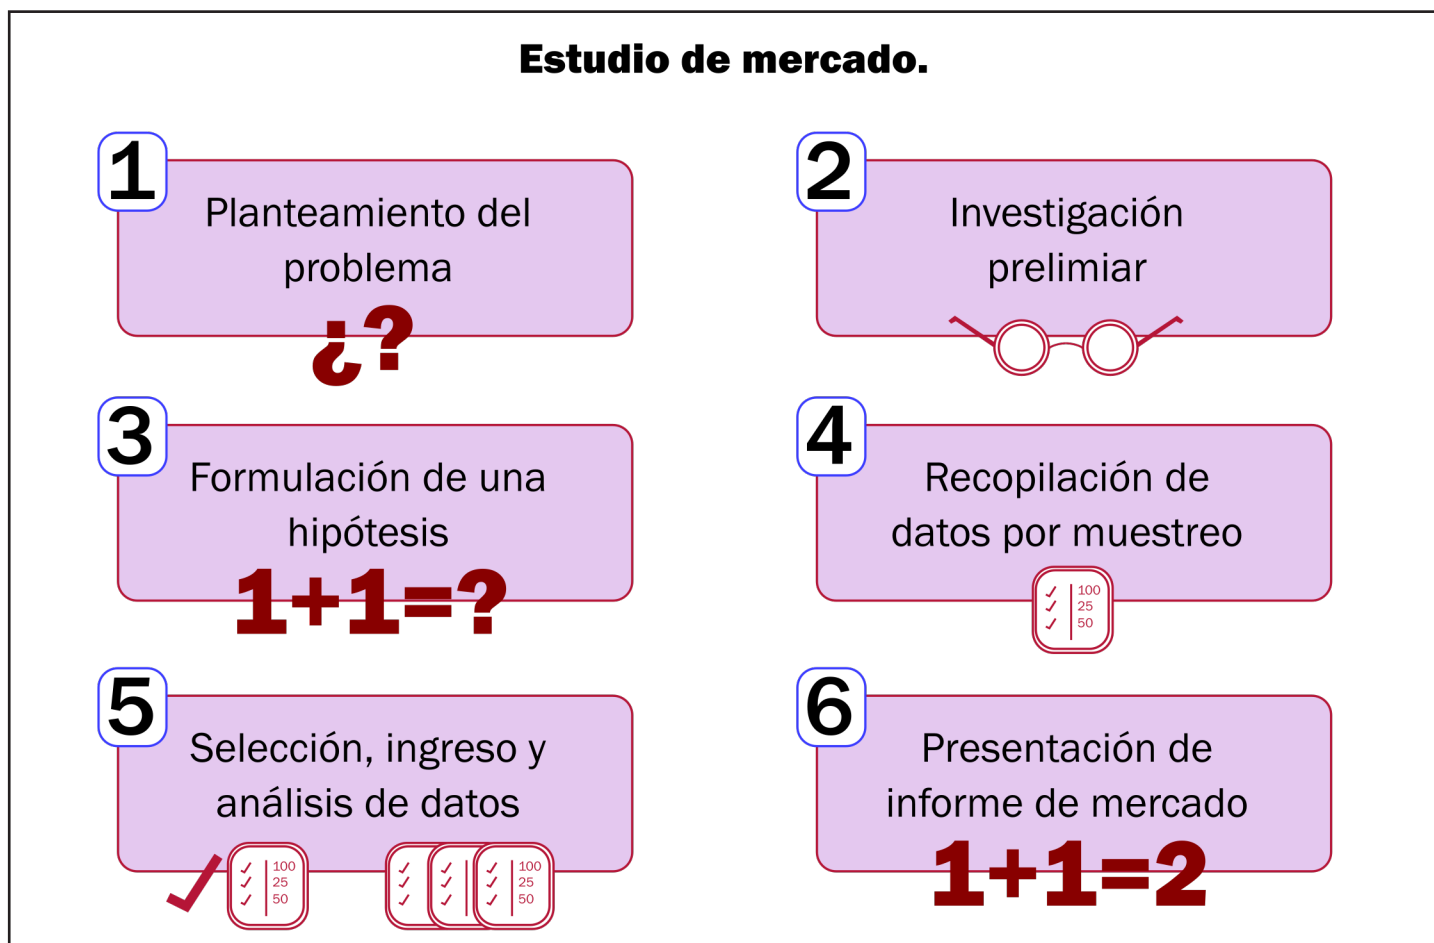 Estudio de mercado.
1
Planteamiento del
problema
¿?
2
Investigación
prelimiar
3
Formulación de una
hipótesis
1+1=?
4
Recopilación de
datos por muestreo
100
25
50
5
Selección, ingreso y
análisis de datos
100
25
50
100
25
50
6
Presentación de
informe de mercado
1+1=2